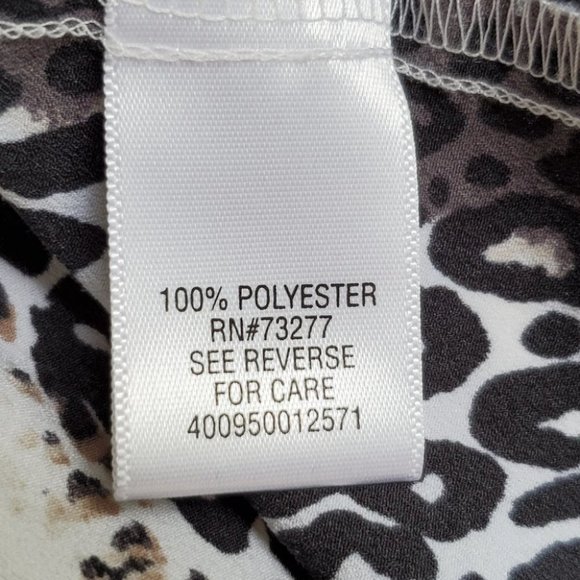 100% POLYESTER
RN#73277
SEE REVERSE
FOR CARE
400950012571